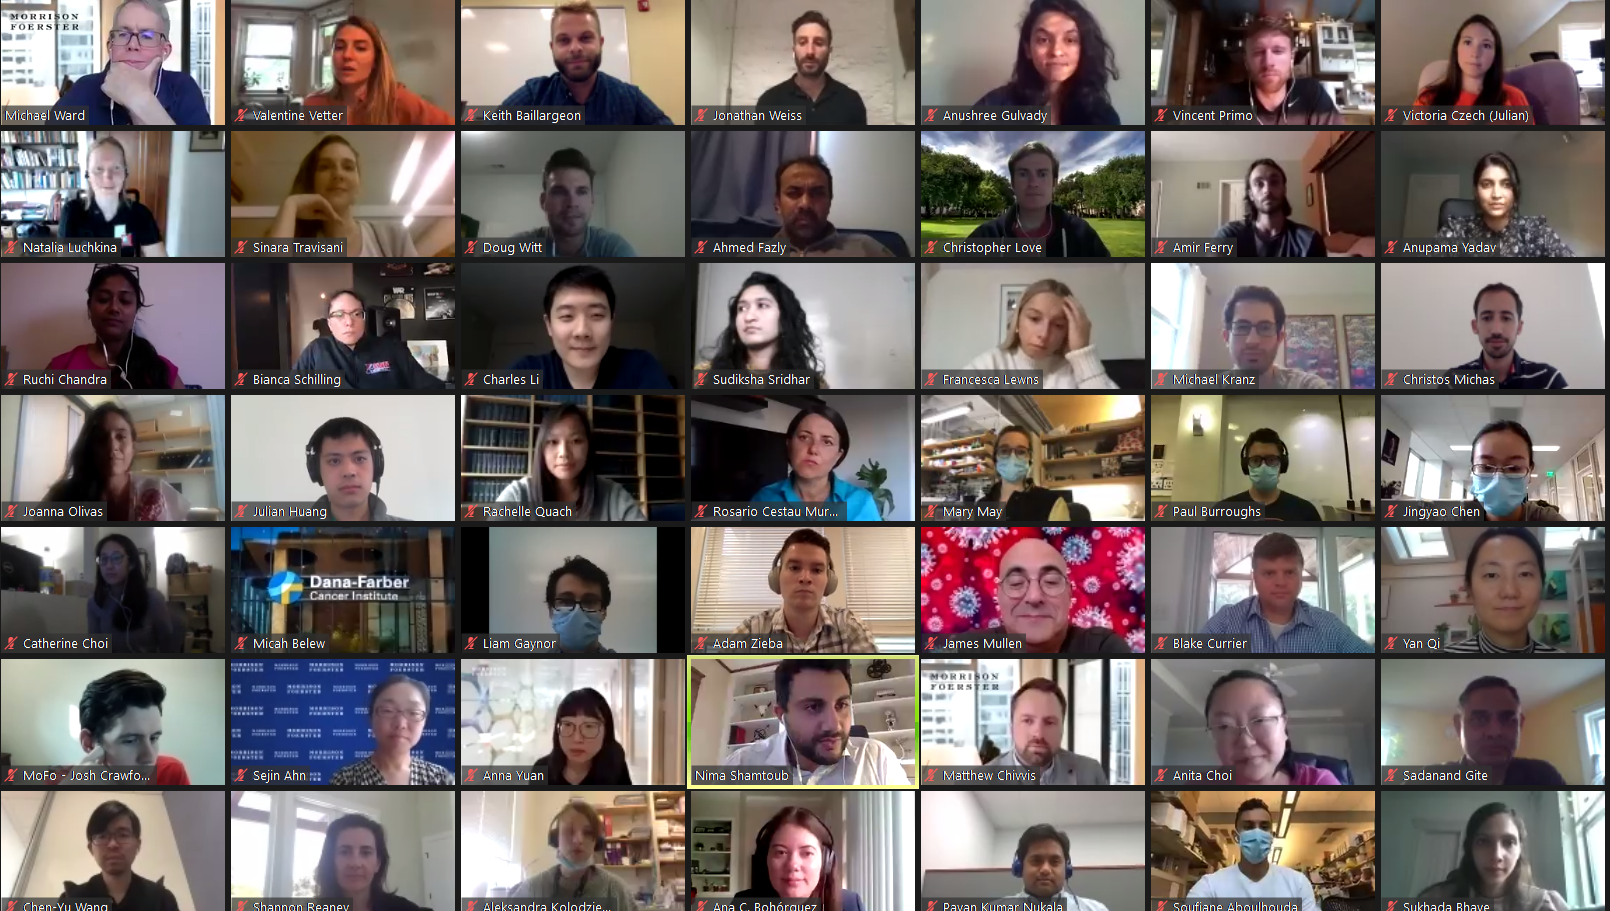 MORRISON
FOERSTER
Michael Ward
Valentine Vetter
Keith Baillargeon
Jonathan Weiss
Anushree Gulvady
Vincent Primo
Victoria Czech (Julian)
Natalia Luchkina
Sinara Travisani
Doug Witt
Ahmed Fazly
Christopher Love
Amir Ferry
Anupama Yadav
Ruchi Chandra
Bianca Schilling
Charles Li
Sudiksha Sridhar
Francesca Lewns
Michael Kranz
Christos Michas
Joanna Olivas
Julian Huang
Rachelle Quach
Rosario Cestau Mur...
Mary May
Paul Burroughs
Jingyao Chen
Catherine Choi
Dana-Farber
Cancer Institute
Micah Belew
Liam Gaynor
Adam Zieba
James Mullen
Blake Currier
Yan Qi
MoFo - Josh Crawfo...
MORRISON
FOERSTER
Sejin Ahn
Anna Yuan
Nima Shamtoub
MORRISON
FOERSTER
Matthew Chivvis
Anita Choi
Sadanand Gite
Chen-Yu Wang
Shannon Reaney
Aleksandra Kolodzie...
Ana C. Bohórquez
Pavan Kumar Nukala
Soufiane Aboulhouda
Sukhada Bhave